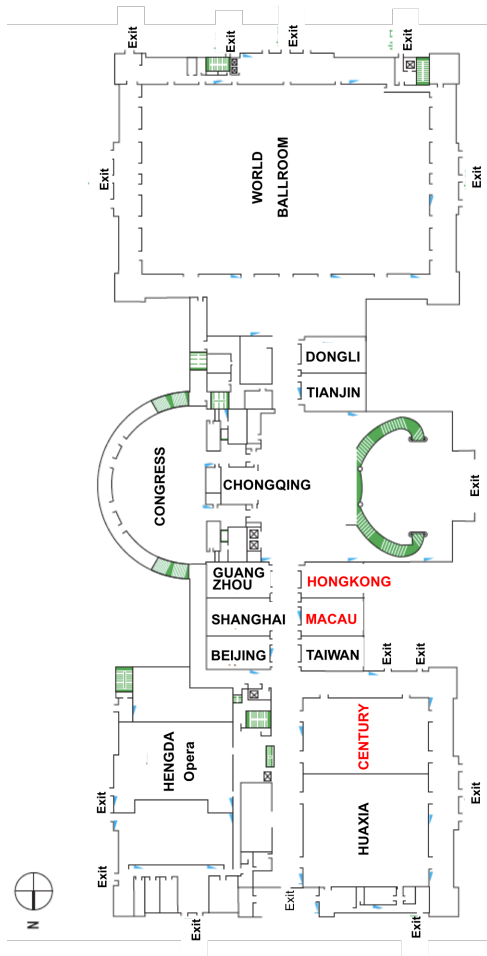 Exit
Exit
Exit
Exit
Exit
Exit
WORLD
BALLROOM
DONGLI
TIANJIN
CONGRESS
CHONGQING
Exit
GUANG
ZHOU
HONGKONG
SHANGHAI
MACAU
BEIJING
TAIWAN
Exit
Exit
HENGDA
Opera
CENTURY
Exit
Exit
HUAXIA
Exit
Exit
Exit
Exit
N